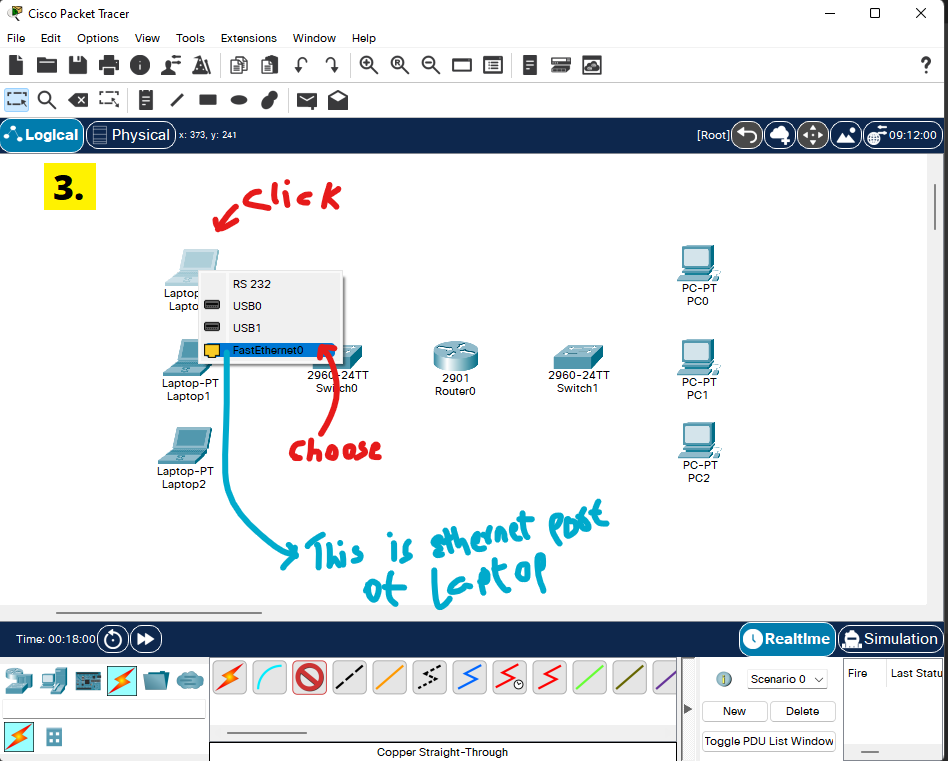 Cisco Packet Tracer
File Edit Options View Tools Extensions Window Help
Logical Physical x: 373, y: 241 [Root] 09:12:00
3.
Click
Laptop
Lapto
RS 232
USB0
USB1
FastEthernet0
Laptop-PT
Laptop1
Laptop-PT
Laptop2
2960-24TT
Switch0
2901
Router0
2960-24TT
Switch1
PC-PT
PC0
PC-PT
PC1
PC-PT
PC2
Choose
This is ethernet port
of Laptop
Time: 00:18:00 Realtime Simulation
Scenario 0
Fire Last Statu
New Delete
Toggle PDU List Window
Copper Straight-Through